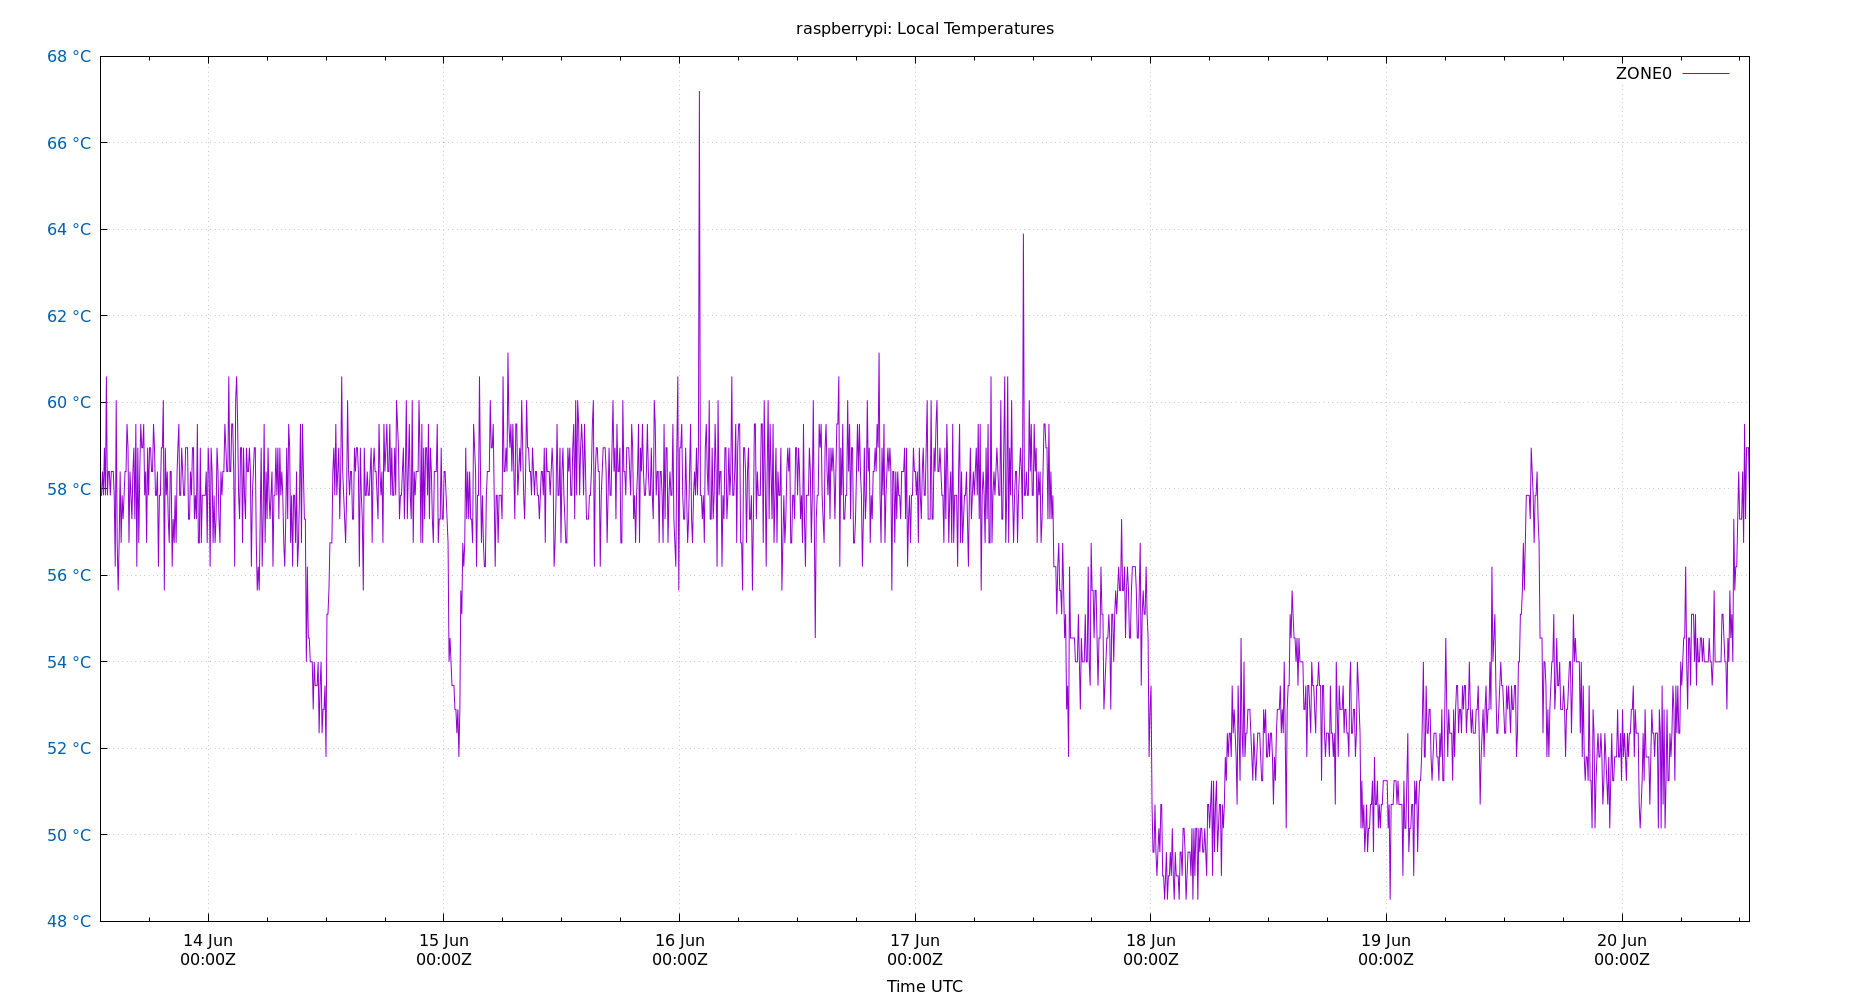 raspberrypi: Local Temperatures
68 °C
ZONE0
66 °C
64 °C
62 °C
60 °C
58 °C
56 °C
54 °C
52 °C
50 °C
48 °C
14 Jun 15 Jun 16 Jun 17 Jun 18 Jun 19 Jun 20 Jun
00:00Z 00:00Z 00:00Z 00:00Z 00:00Z 00:00Z 00:00Z
Time UTC